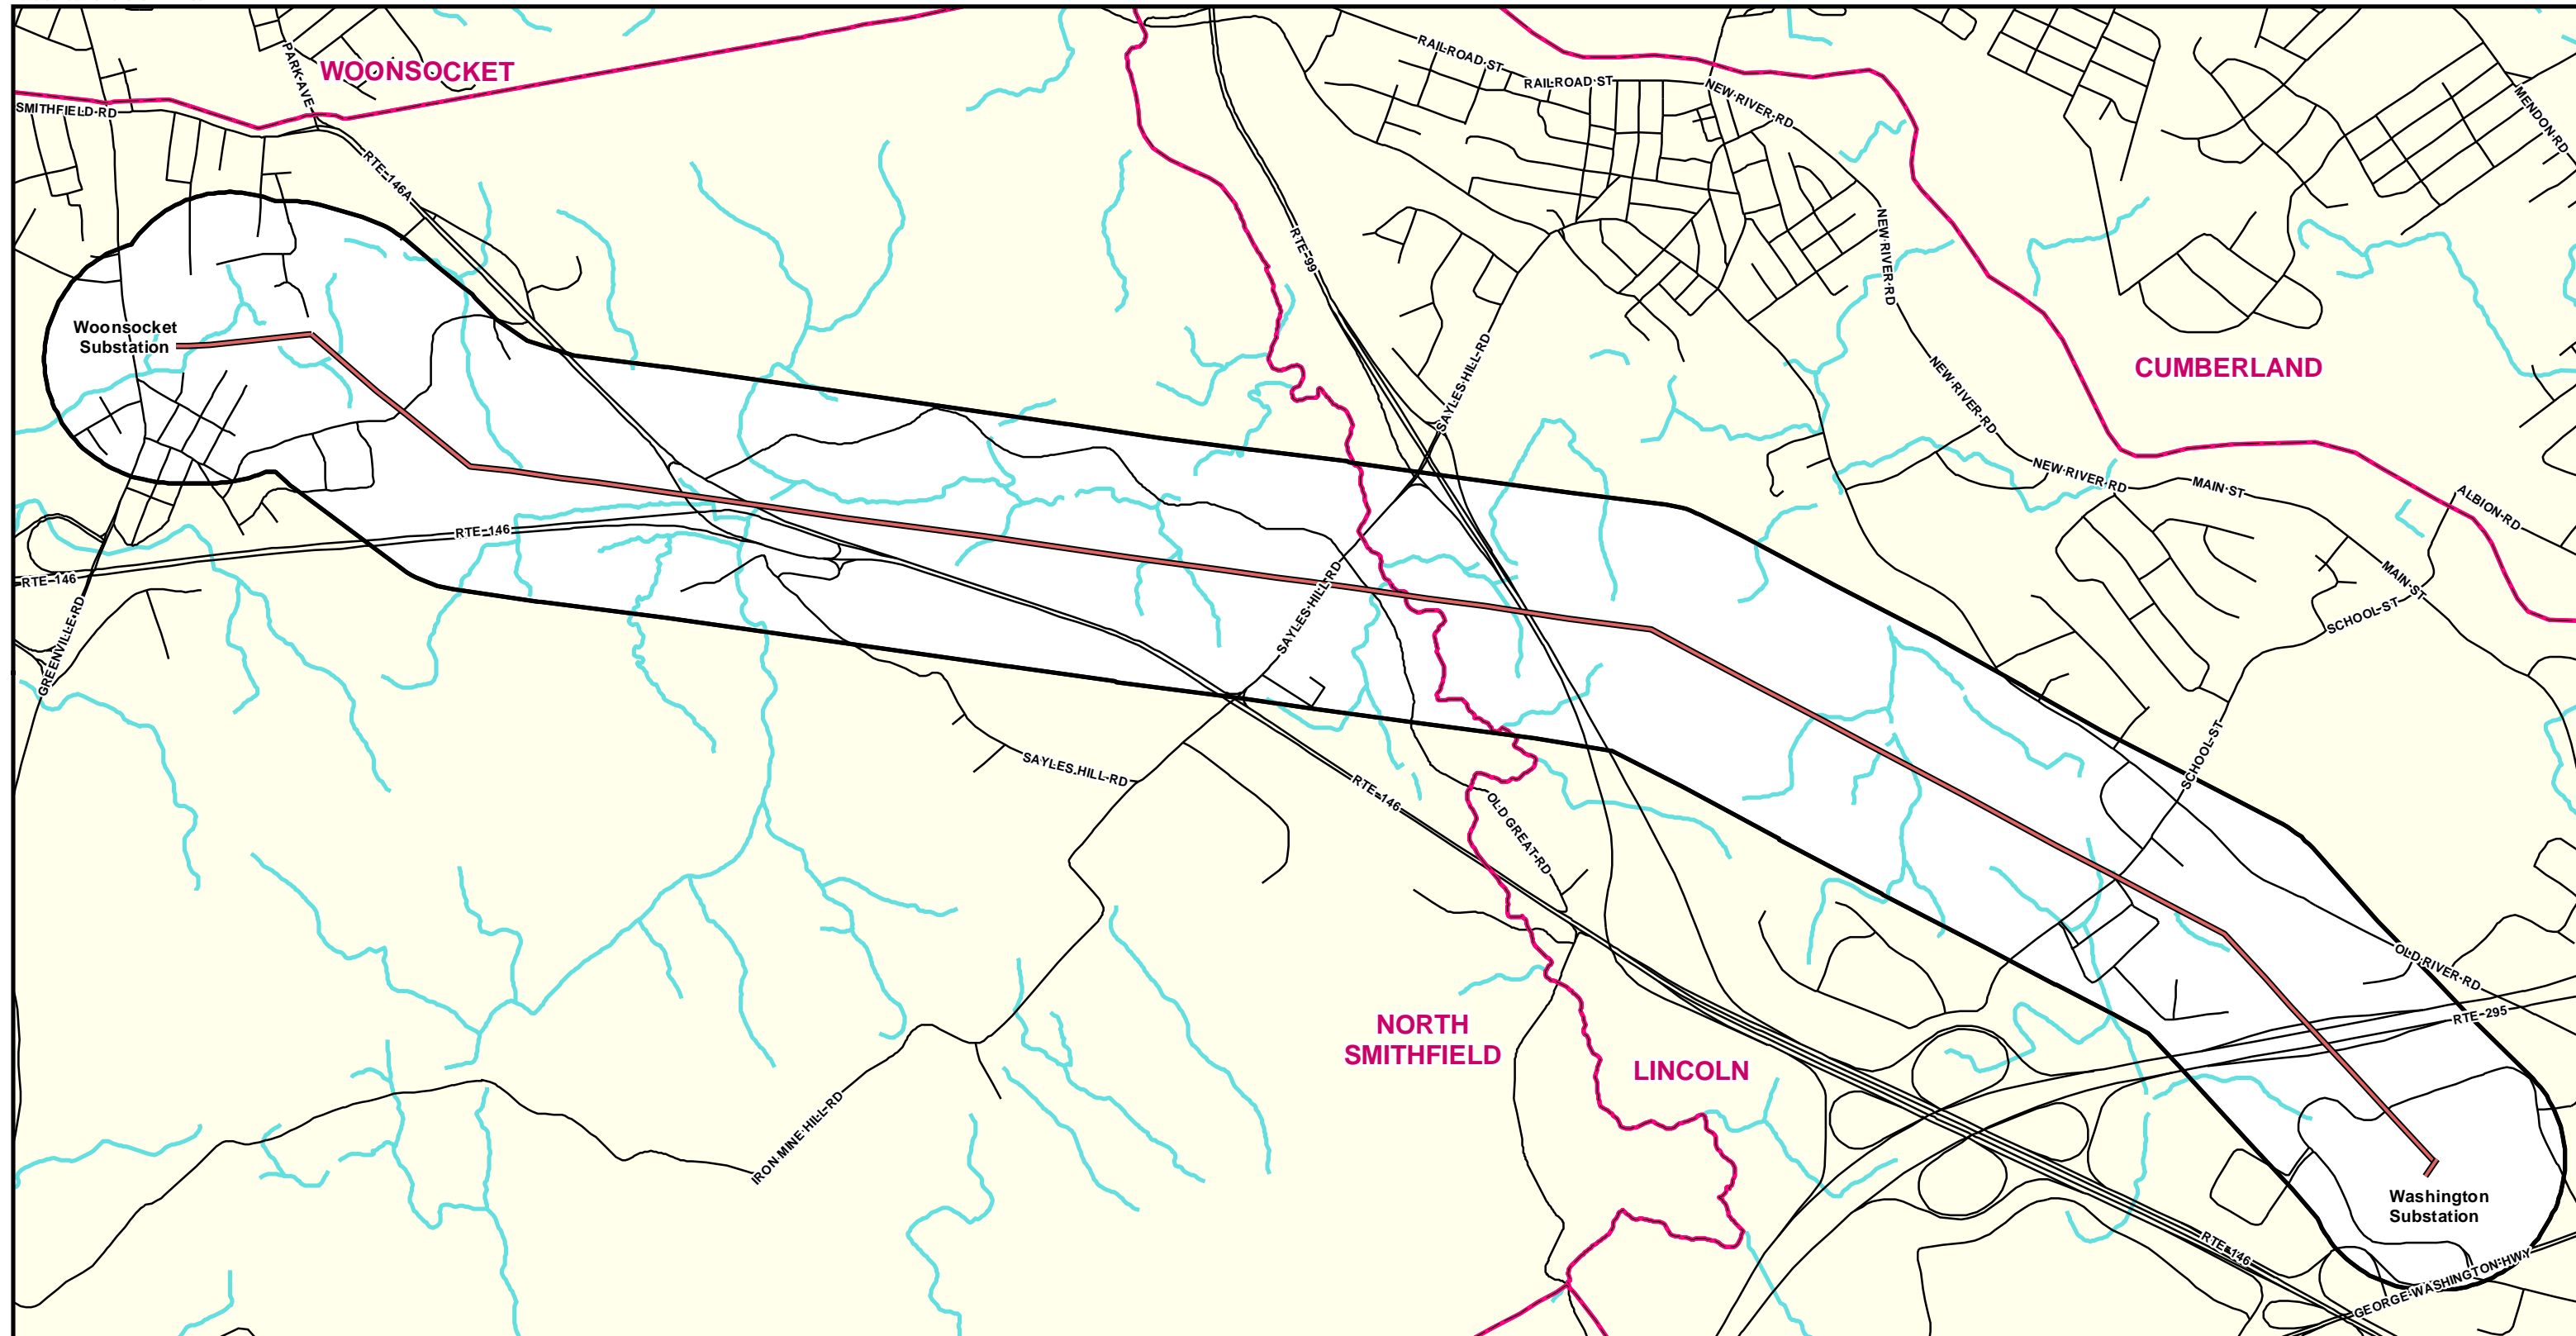 WOONSOCKET
PARK AVE
SMITHFIELD RD
RTE 146A
RAILROAD ST
RAILROAD ST
NEW RIVER RD
MENDON RD
RTE 99
NEW RIVER RD
Woonsocket
Substation
SAYLES HILL RD
NEW RIVER RD
CUMBERLAND
NEW RIVER RD
MAIN ST
ALBION RD
RTE 146
RTE 146
GREENVILLE RD
SAYLES HILL RD
MAIN ST
SCHOOL ST
SCHOOL ST
SAYLES HILL RD
RTE 146
OLD GREAT RD
OLD RIVER RD
RTE 295
NORTH
SMITHFIELD
LINCOLN
IRON MINE HILL RD
Washington
Substation
RTE 146
GEORGE WASHINGTON HWY